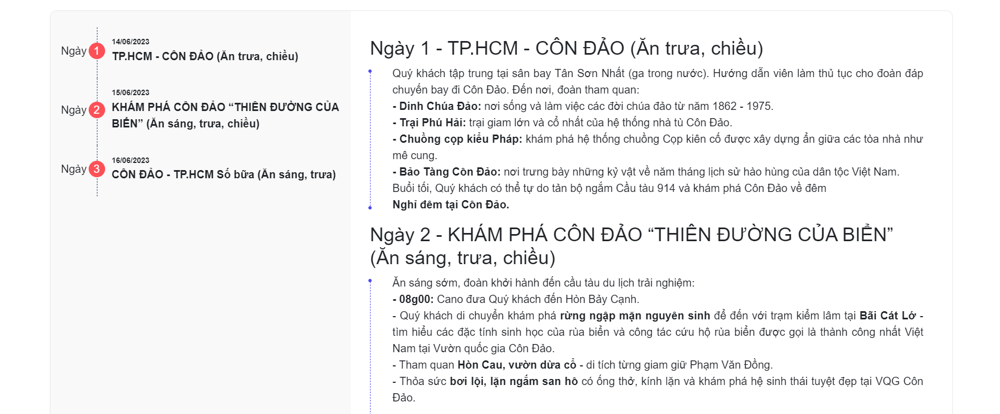 14/06/2023
Ngày 1 TP.HCM - CÔN ĐẢO (Ăn trưa, chiều)
15/06/2023
Ngày 2 KHÁM PHÁ CÔN ĐẢO “THIÊN ĐƯỜNG CỦA
BIỂN” (Ăn sáng, trưa, chiều)
16/06/2023
Ngày 3 CÔN ĐẢO - TP.HCM Số bữa (Ăn sáng, trưa)
Ngày 1 - TP.HCM - CÔN ĐẢO (Ăn trưa, chiều)
Quý khách tập trung tại sân bay Tân Sơn Nhất (ga trong nước). Hướng dẫn viên làm thủ tục cho đoàn đáp
chuyến bay đi Côn Đảo. Đến nơi, đoàn tham quan:
- Dinh Chúa Đảo: nơi sống và làm việc các đời chúa đảo từ năm 1862 - 1975.
- Trại Phú Hải: trại giam lớn và cổ nhất của hệ thống nhà tù Côn Đảo.
- Chuồng cọp kiểu Pháp: khám phá hệ thống chuồng Cọp kiên cố được xây dựng ẩn giữa các tòa nhà như
mê cung.
- Bảo Tàng Côn Đảo: nơi trưng bày những kỷ vật về năm tháng lịch sử hào hùng của dân tộc Việt Nam.
Buổi tối, Quý khách có thể tự do tản bộ ngắm Cầu tàu 914 và khám phá Côn Đảo về đêm
Nghỉ đêm tại Côn Đảo.
Ngày 2 - KHÁM PHÁ CÔN ĐẢO “THIÊN ĐƯỜNG CỦA BIỂN”
(Ăn sáng, trưa, chiều)
Ăn sáng sớm, đoàn khởi hành đến cầu tàu du lịch trải nghiệm:
- 08g00: Cano đưa Quý khách đến Hòn Bảy Cạnh.
- Quý khách di chuyển khám phá rừng ngập mặn nguyên sinh để đến với trạm kiểm lâm tại Bãi Cát Lớ -
tìm hiểu các đặc tính sinh học của rùa biển và công tác cứu hộ rùa biển được gọi là thành công nhất Việt
Nam tại Vườn quốc gia Côn Đảo.
- Tham quan Hòn Cau, vườn dừa cổ - di tích từng giam giữ Phạm Văn Đồng.
- Thỏa sức bơi lội, lặn ngắm san hô có ống thở, kính lặn và khám phá hệ sinh thái tuyệt đẹp tại VQG Côn
Đảo.